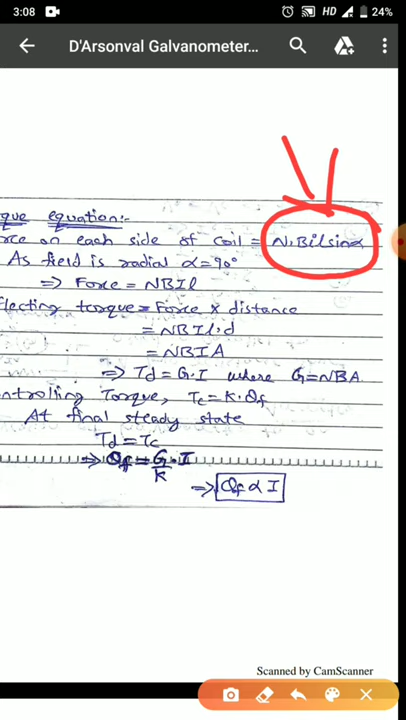 3:08 HD 24%
D'Arsonval Galvanometer...
que equation:-
rce on each side of coil = N.Bilsinα
As field is radial α=90°
⇒ Force = NBIl
flecting torque = Force × distance
= NBIl.d
= NBIA
⇒ Td = G.I where G=NBA
ntrolling Torque, Tc = K.θf
At final steady state
Td = Tc
⇒ θf = G/K . I
⇒ θf α I
Scanned by CamScanner